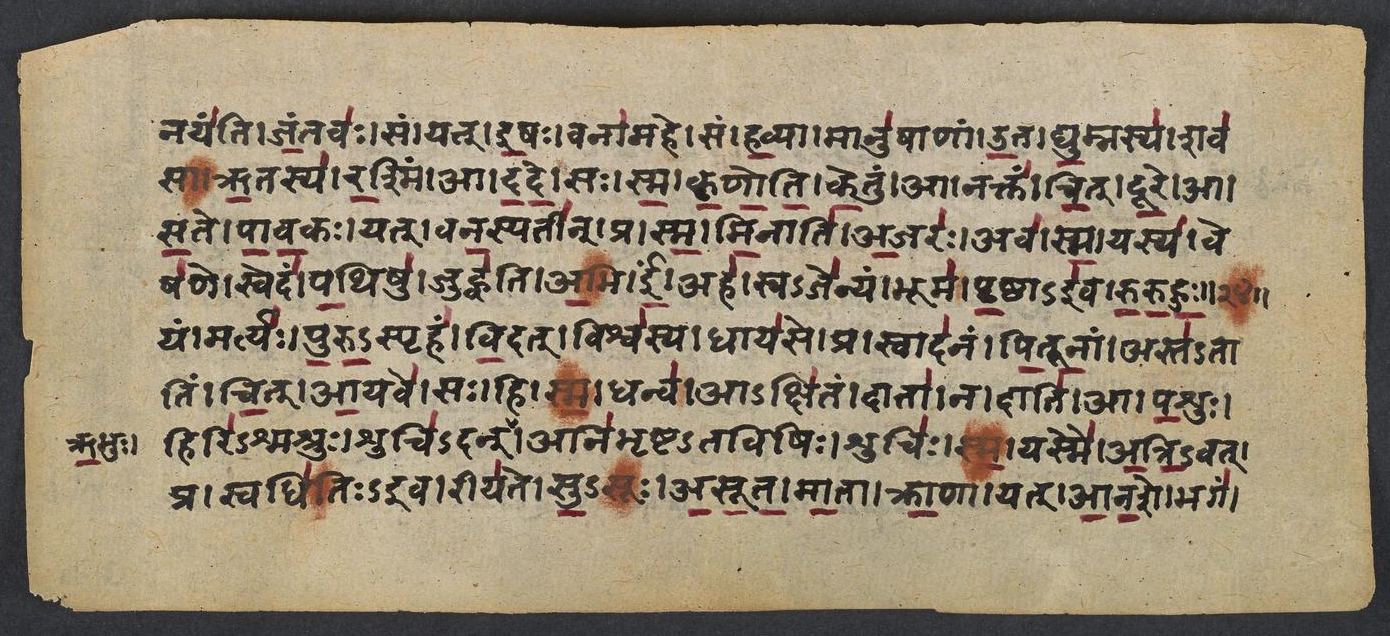 नयंति।जंतवः।सं।यत्।इषः।वनामहे।सं।हव्या।मानुषाणां।उत।द्युम्नस्य।शव
सा।ऋतस्य।रश्मिं।आ।ददे।सः।स्म।कृणोति।केतुं।आ।नक्तं।चित्।दूरे।आ।
सते।पावकः।यत्।वनस्पतीन्।प्र।स्म।मिनाति।अजरः।अव।स्म।यस्य।वे
षणे।स्वेदं।पथिषु।जुह्वति।अभि।ईं।अह।स्वऽजेन्यं।भूम।पृष्ठाऽइव।रुरुहुः॥२४॥
यं।मर्त्यः।पुरुऽस्पृहं।विदत्।विश्वस्य।धायसे।प्र।स्वादनं।पितूनां।अस्तऽता
तिं।चित्।आयवे।सः।हि।स्म।धन्व।आऽक्षितं।दाता।न।दाति।आ।पशुः।
हिरिऽश्मश्रुः।शुचिऽदन्।अनिभृष्टऽतविषिः।शुचिः।स्म।यस्मै।अत्रिऽवत्।
ऋभुः।
प्र।स्वधितिःऽइव।रीयते।सुऽसूः।असूत।माता।क्राणा।यत्।आनशे।भगं।